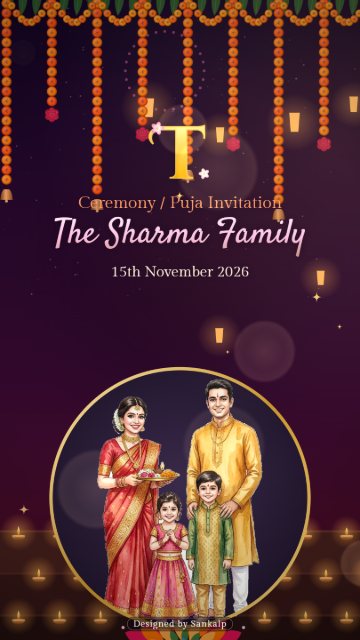 T
Ceremony / Puja Invitation
The Sharma Family
15th November 2026
Designed by Sankalp